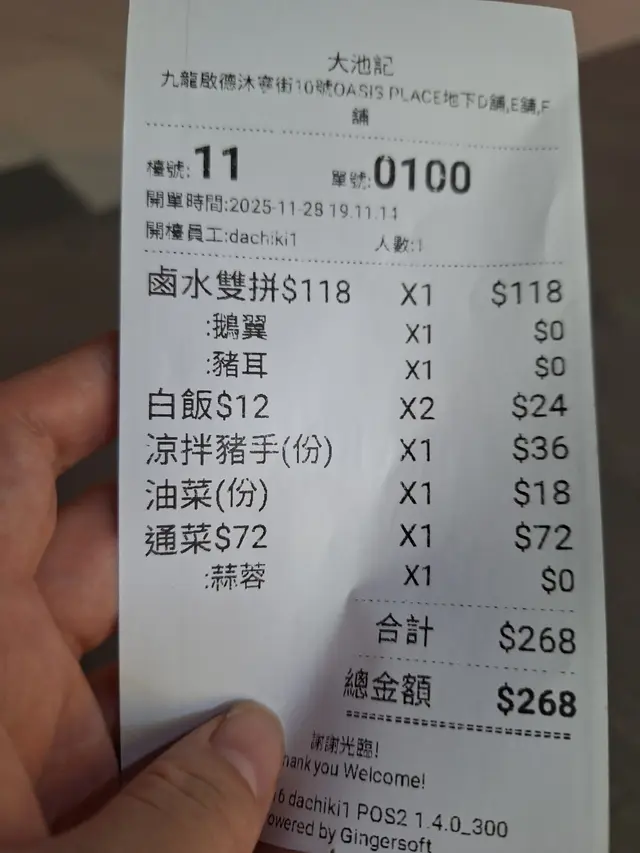 大池記
九龍啟德沐寧街10號OASIS PLACE地下D舖,E舖,F
舖
檯號:11 單號:0100
開單時間:2025-11-28 19:11:11
開檯員工:dachiki1 人數:1
鹵水雙拼$118 X1 $118
:鵝翼 X1 $0
:豬耳 X1 $0
白飯$12 X2 $24
涼拌豬手(份) X1 $36
油菜(份) X1 $18
通菜$72 X1 $72
:蒜蓉 X1 $0
合計 $268
總金額 $268
謝謝光臨!
hank you Welcome!
6 dachiki1 POS2 1.4.0_300
owered by Gingersoft